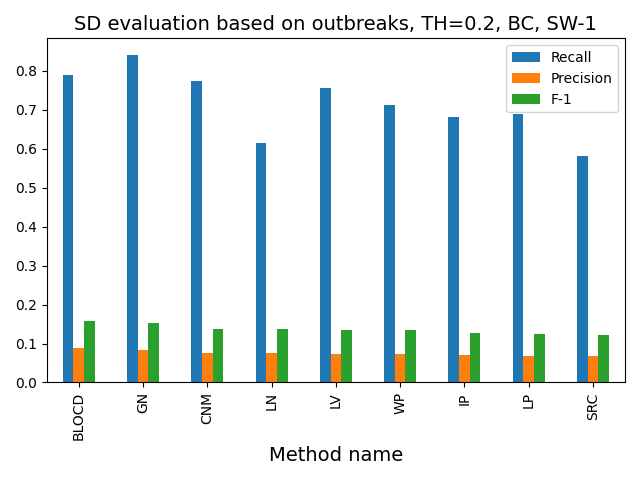 SD evaluation based on outbreaks, TH=0.2, BC, SW-1
Recall
Precision
F-1
0.8
0.7
0.6
0.5
0.4
0.3
0.2
0.1
0.0
BLOCD
GN
CNM
LN
LV
WP
IP
LP
SRC
Method name